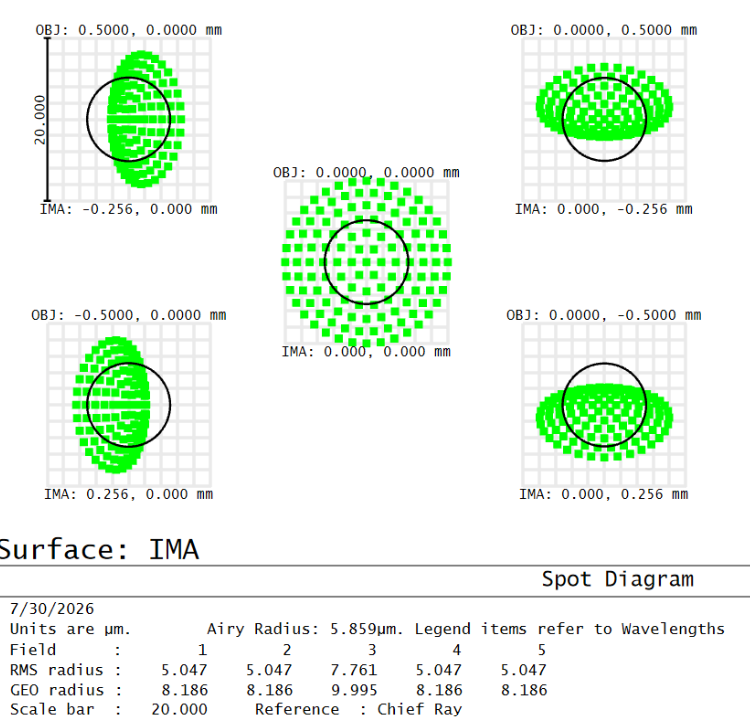 OBJ: 0.5000, 0.0000 mm
OBJ: 0.0000, 0.5000 mm
20.000
IMA: -0.256, 0.000 mm
IMA: 0.000, -0.256 mm
OBJ: 0.0000, 0.0000 mm
IMA: 0.000, 0.000 mm
OBJ: -0.5000, 0.0000 mm
OBJ: 0.0000, -0.5000 mm
IMA: 0.256, 0.000 mm
IMA: 0.000, 0.256 mm
Surface: IMA
Spot Diagram
7/30/2026
Units are µm. Airy Radius: 5.859µm. Legend items refer to Wavelengths
Field : 1 2 3 4 5
RMS radius : 5.047 5.047 7.761 5.047 5.047
GEO radius : 8.186 8.186 9.995 8.186 8.186
Scale bar : 20.000 Reference : Chief Ray